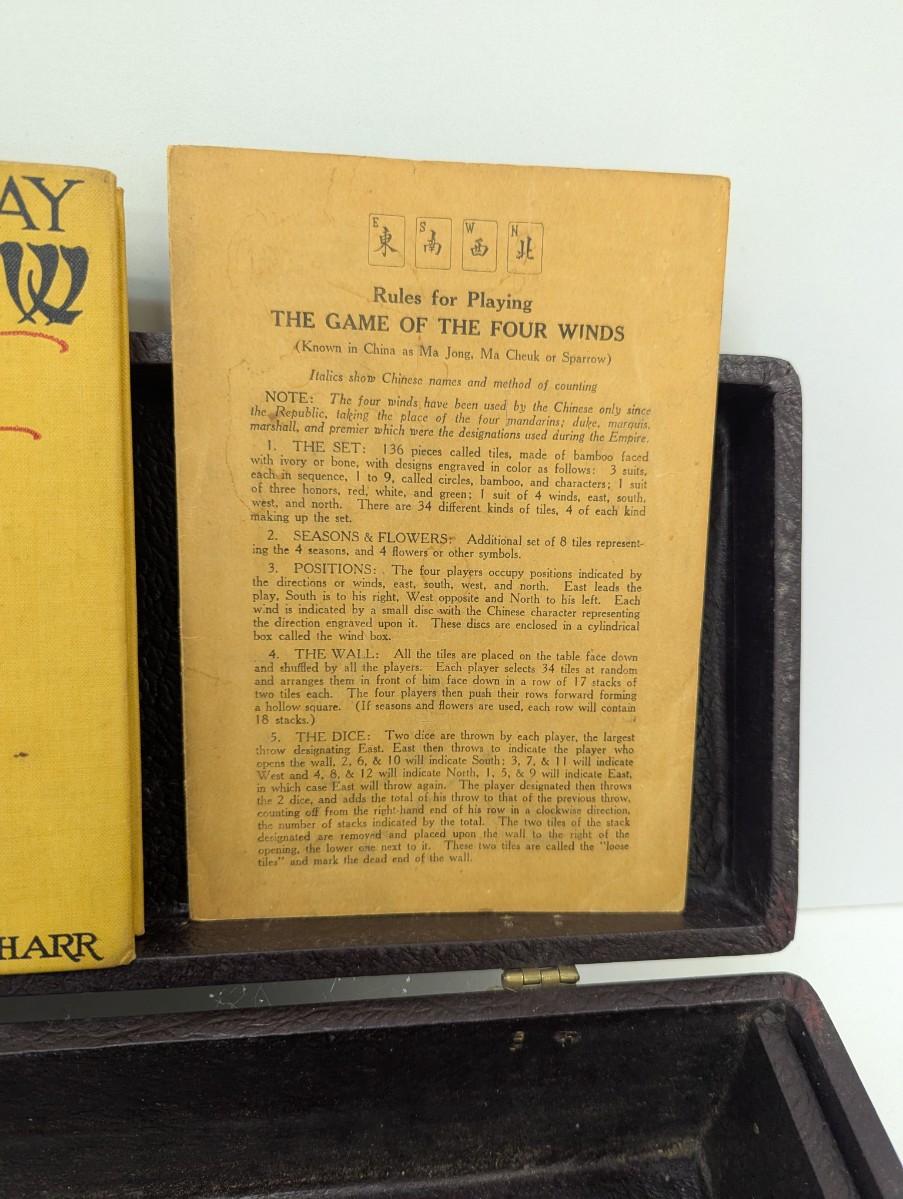 AY
W
HARR
E S W N
東 南 西 北
Rules for Playing
THE GAME OF THE FOUR WINDS
(Known in China as Ma Jong, Ma Cheuk or Sparrow)
Italics show Chinese names and method of counting
NOTE: The four winds have been used by the Chinese only since
the Republic, taking the place of the four mandarins; duke, marquis,
marshall, and premier which were the designations used during the Empire.
1. THE SET: 136 pieces called tiles, made of bamboo faced
with ivory or bone, with designs engraved in color as follows: 3 suits,
each in sequence, 1 to 9, called circles, bamboo, and characters; 1 suit
of three honors, red, white, and green; 1 suit of 4 winds, east, south,
west, and north. There are 34 different kinds of tiles, 4 of each kind
making up the set.
2. SEASONS & FLOWERS: Additional set of 8 tiles represent-
ing the 4 seasons, and 4 flowers or other symbols.
3. POSITIONS: The four players occupy positions indicated by
the directions or winds, east, south, west, and north. East leads the
play, South is to his right, West opposite and North to his left. Each
wind is indicated by a small disc with the Chinese character representing
the direction engraved upon it. These discs are enclosed in a cylindrical
box called the wind box.
4. THE WALL: All the tiles are placed on the table face down
and shuffled by all the players. Each player selects 34 tiles at random
and arranges them in front of him face down in a row of 17 stacks of
two tiles each. The four players then push their rows forward forming
a hollow square. (If seasons and flowers are used, each row will contain
18 stacks.)
5. THE DICE: Two dice are thrown by each player, the largest
throw designating East. East then throws to indicate the player who
opens the wall, 2, 6, & 10 will indicate South; 3, 7, & 11 will indicate
West and 4, 8, & 12 will indicate North, 1, 5, & 9 will indicate East,
in which case East will throw again. The player designated then throws
the 2 dice, and adds the total of his throw to that of the previous throw,
counting off from the right-hand end of his row in a clockwise direction,
the number of stacks indicated by the total. The two tiles of the stack
designated are removed and placed upon the wall to the right of the
opening, the lower one next to it. These two tiles are called the "loose
tiles" and mark the dead end of the wall.